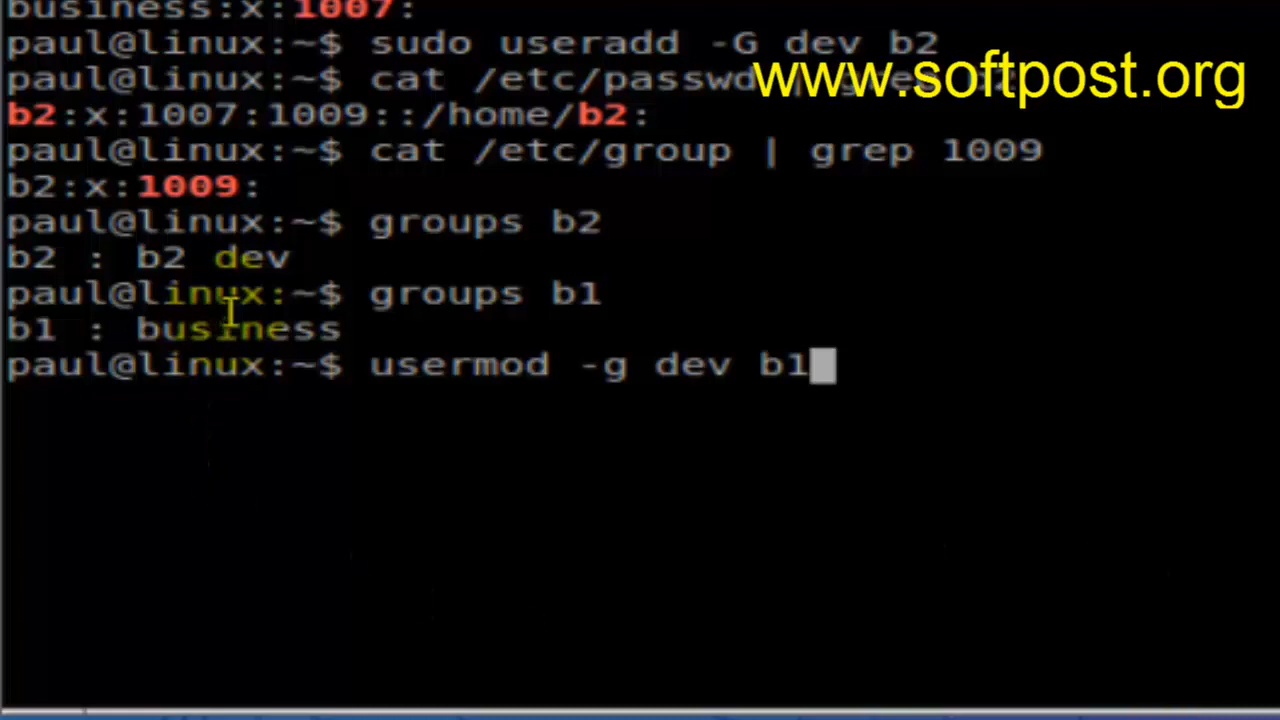 business:x:1007:
paul@linux:~$ sudo useradd -G dev b2
paul@linux:~$ cat /etc/passwd
www.softpost.org
b2:x:1007:1009::/home/b2:
paul@linux:~$ cat /etc/group | grep 1009
b2:x:1009:
paul@linux:~$ groups b2
b2 : b2 dev
paul@linux:~$ groups b1
b1 : business
paul@linux:~$ usermod -g dev b1